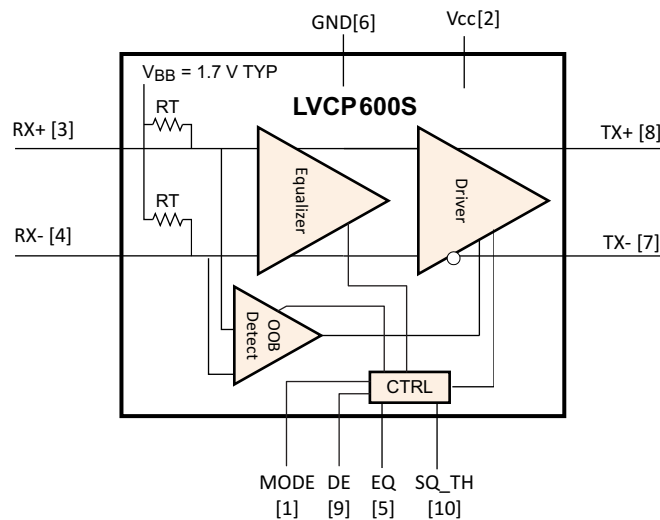 GND[6]
Vcc[2]
VBB = 1.7 V TYP
LVCP600S
RT
RX+ [3]
TX+ [8]
Equalizer
Driver
RT
RX- [4]
TX- [7]
OOB
Detect
CTRL
MODE
[1]
DE
[9]
EQ
[5]
SQ_TH
[10]